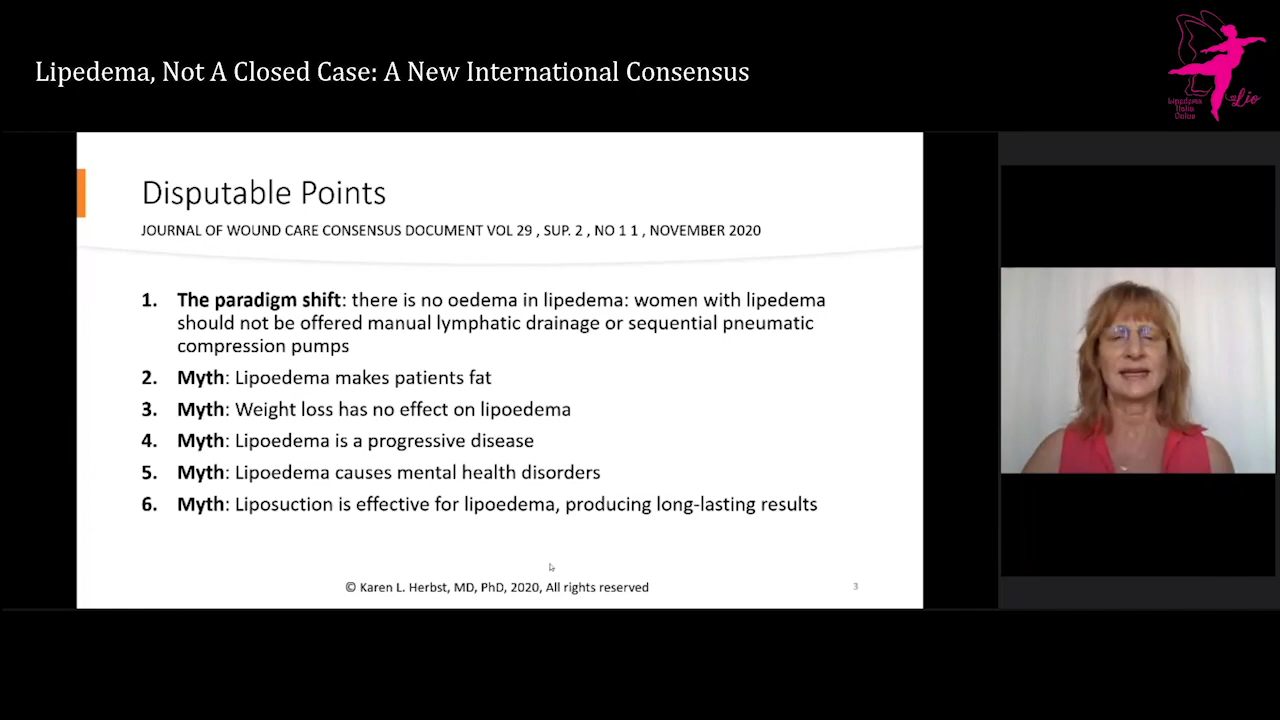 Lipedema, Not A Closed Case: A New International Consensus
Lipedema
Italia
Onlus
Lio
Disputable Points
JOURNAL OF WOUND CARE CONSENSUS DOCUMENT VOL 29 , SUP. 2 , NO 1 1 , NOVEMBER 2020
1. The paradigm shift: there is no oedema in lipedema: women with lipedema
should not be offered manual lymphatic drainage or sequential pneumatic
compression pumps
2. Myth: Lipoedema makes patients fat
3. Myth: Weight loss has no effect on lipoedema
4. Myth: Lipoedema is a progressive disease
5. Myth: Lipoedema causes mental health disorders
6. Myth: Liposuction is effective for lipoedema, producing long-lasting results
© Karen L. Herbst, MD, PhD, 2020, All rights reserved
3